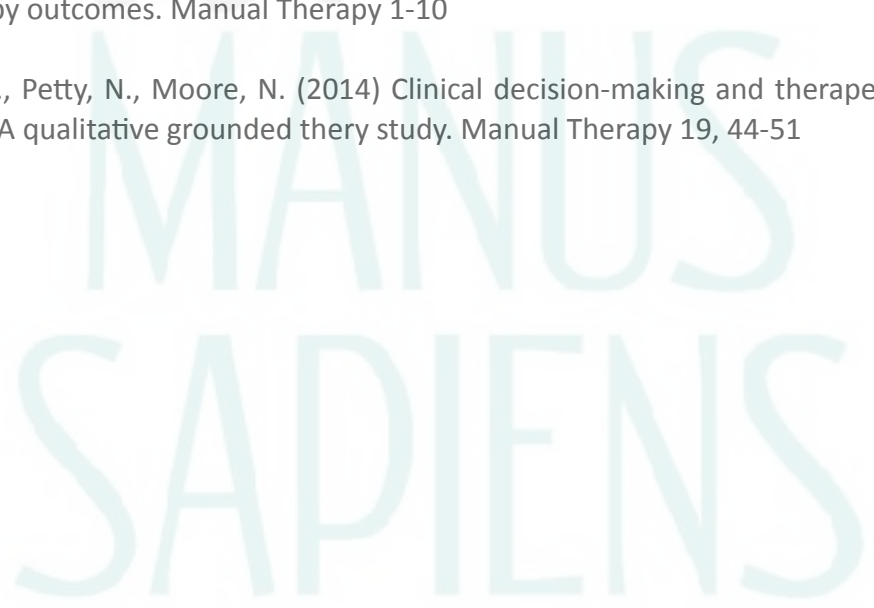 by outcomes. Manual Therapy 1-10
., Petty, N., Moore, N. (2014) Clinical decision-making and therape
A qualitative grounded thery study. Manual Therapy 19, 44-51
MANUS
SAPIENS